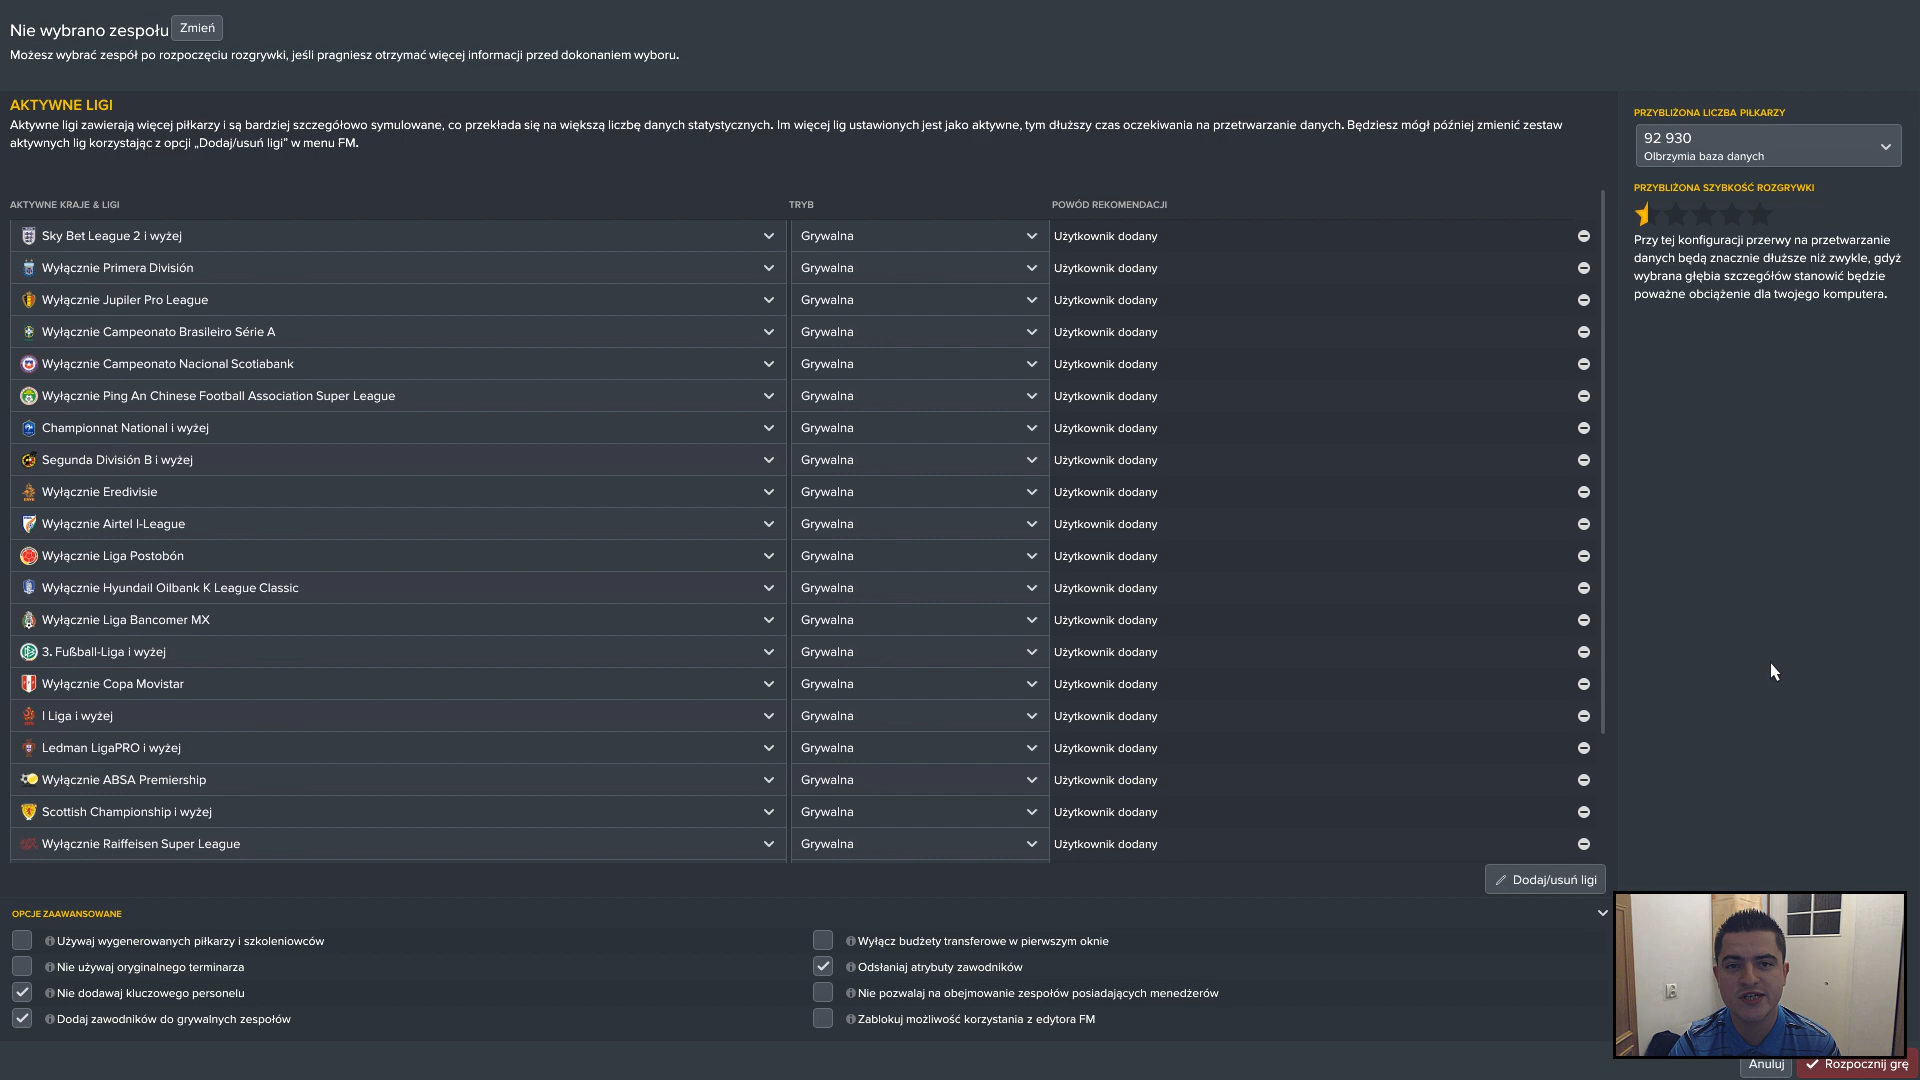 Nie wybrano zespołu Zmień
Możesz wybrać zespół po rozpoczęciu rozgrywki, jeśli pragniesz otrzymać więcej informacji przed dokonaniem wyboru.
AKTYWNE LIGI
Aktywne ligi zawierają więcej piłkarzy i są bardziej szczegółowo symulowane, co przekłada się na większą liczbę danych statystycznych. Im więcej lig ustawionych jest jako aktywne, tym dłuższy czas oczekiwania na przetrwarzanie danych. Będziesz mógł później zmienić zestaw
aktywnych lig korzystając z opcji „Dodaj/usuń ligi” w menu FM.
AKTYWNE KRAJE & LIGI TRYB POWÓD REKOMENDACJI
Sky Bet League 2 i wyżej Grywalna Użytkownik dodany
Wyłącznie Primera División Grywalna Użytkownik dodany
Wyłącznie Jupiler Pro League Grywalna Użytkownik dodany
Wyłącznie Campeonato Brasileiro Série A Grywalna Użytkownik dodany
Wyłącznie Campeonato Nacional Scotiabank Grywalna Użytkownik dodany
Wyłącznie Ping An Chinese Football Association Super League Grywalna Użytkownik dodany
Championnat National i wyżej Grywalna Użytkownik dodany
Segunda División B i wyżej Grywalna Użytkownik dodany
Wyłącznie Eredivisie Grywalna Użytkownik dodany
Wyłącznie Airtel I-League Grywalna Użytkownik dodany
Wyłącznie Liga Postobón Grywalna Użytkownik dodany
Wyłącznie Hyundail Oilbank K League Classic Grywalna Użytkownik dodany
Wyłącznie Liga Bancomer MX Grywalna Użytkownik dodany
3. Fußball-Liga i wyżej Grywalna Użytkownik dodany
Wyłącznie Copa Movistar Grywalna Użytkownik dodany
I Liga i wyżej Grywalna Użytkownik dodany
Ledman LigaPRO i wyżej Grywalna Użytkownik dodany
Wyłącznie ABSA Premiership Grywalna Użytkownik dodany
Scottish Championship i wyżej Grywalna Użytkownik dodany
Wyłącznie Raiffeisen Super League Grywalna Użytkownik dodany
Dodaj/usuń ligi
PRZYBLIŻONA LICZBA PIŁKARZY
92 930
Olbrzymia baza danych
PRZYBLIŻONA SZYBKOŚĆ ROZGRYWKI
Przy tej konfiguracji przerwy na przetwarzanie
danych będą znacznie dłuższe niż zwykle, gdyż
wybrana głębia szczegółów stanowić będzie
poważne obciążenie dla twojego komputera.
OPCJE ZAAWANSOWANE
Używaj wygenerowanych piłkarzy i szkoleniowców
Nie używaj oryginalnego terminarza
Nie dodawaj kluczowego personelu
Dodaj zawodników do grywalnych zespołów
Wyłącz budżety transferowe w pierwszym oknie
Odsłaniaj atrybuty zawodników
Nie pozwalaj na obejmowanie zespołów posiadających menedżerów
Zablokuj możliwość korzystania z edytora FM
Anuluj Rozpocznij grę